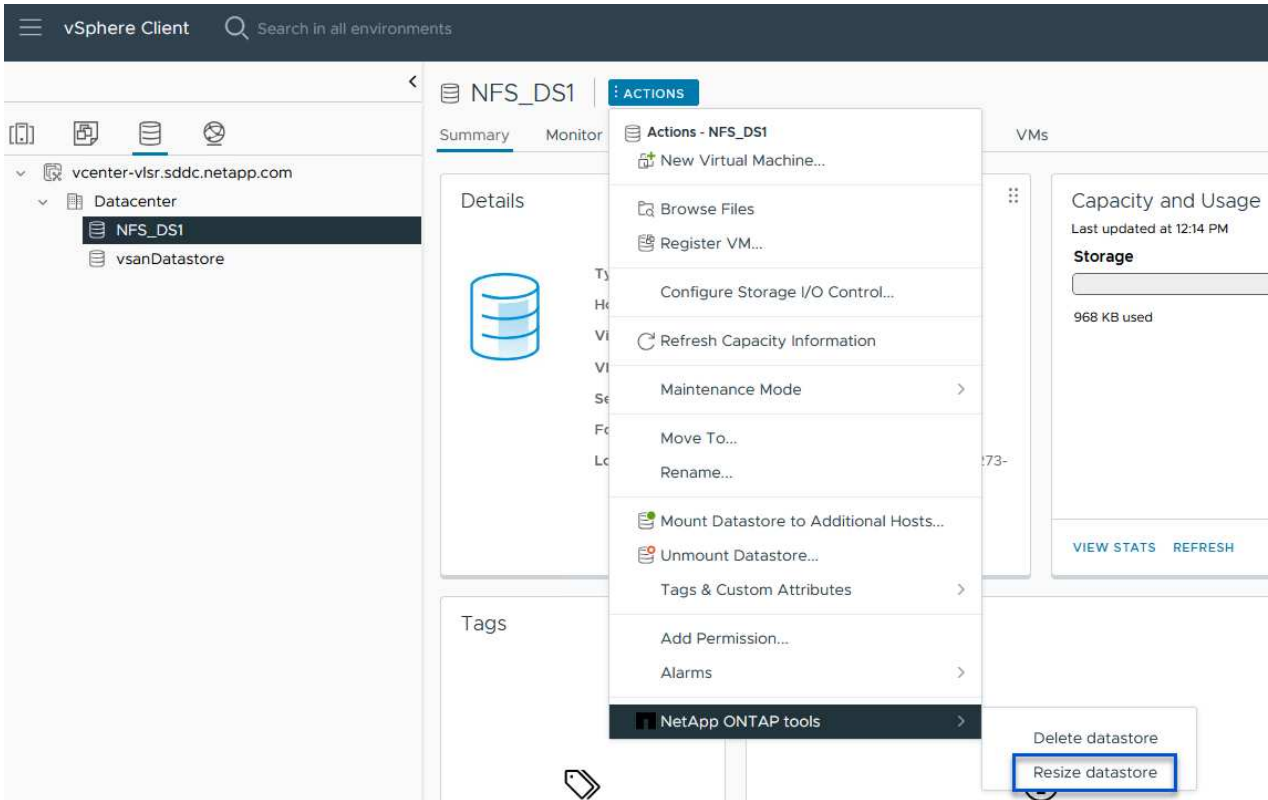 vSphere Client
Search in all environments
NFS_DS1
ACTIONS
Summary
Monitor
VMs
vcenter-vlsr.sddc.netapp.com
Datacenter
NFS_DS1
vsanDatastore
Actions - NFS_DS1
New Virtual Machine...
Browse Files
Register VM...
Configure Storage I/O Control...
Refresh Capacity Information
Maintenance Mode
Move To...
Rename...
Mount Datastore to Additional Hosts...
Unmount Datastore...
Tags & Custom Attributes
Add Permission...
Alarms
NetApp ONTAP tools
Delete datastore
Resize datastore
Details
273-
Capacity and Usage
Last updated at 12:14 PM
Storage
968 KB used
VIEW STATS REFRESH
Tags